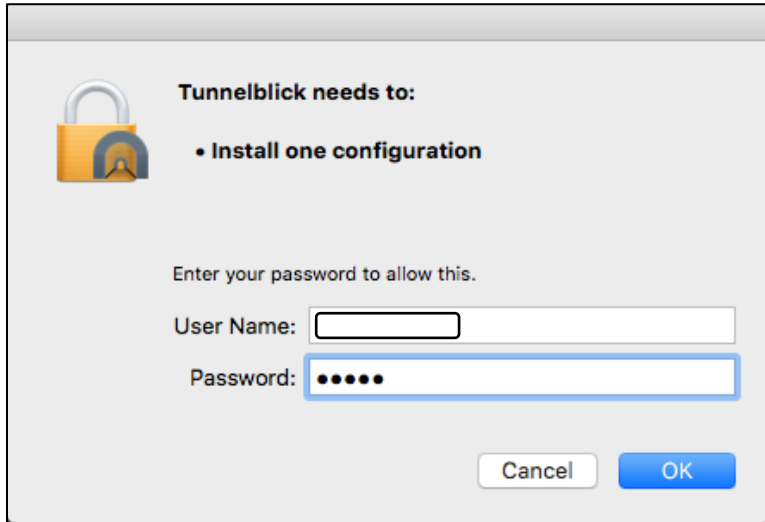 Tunnelblick needs to:
• Install one configuration
Enter your password to allow this.
User Name:
Password: •••••
Cancel OK